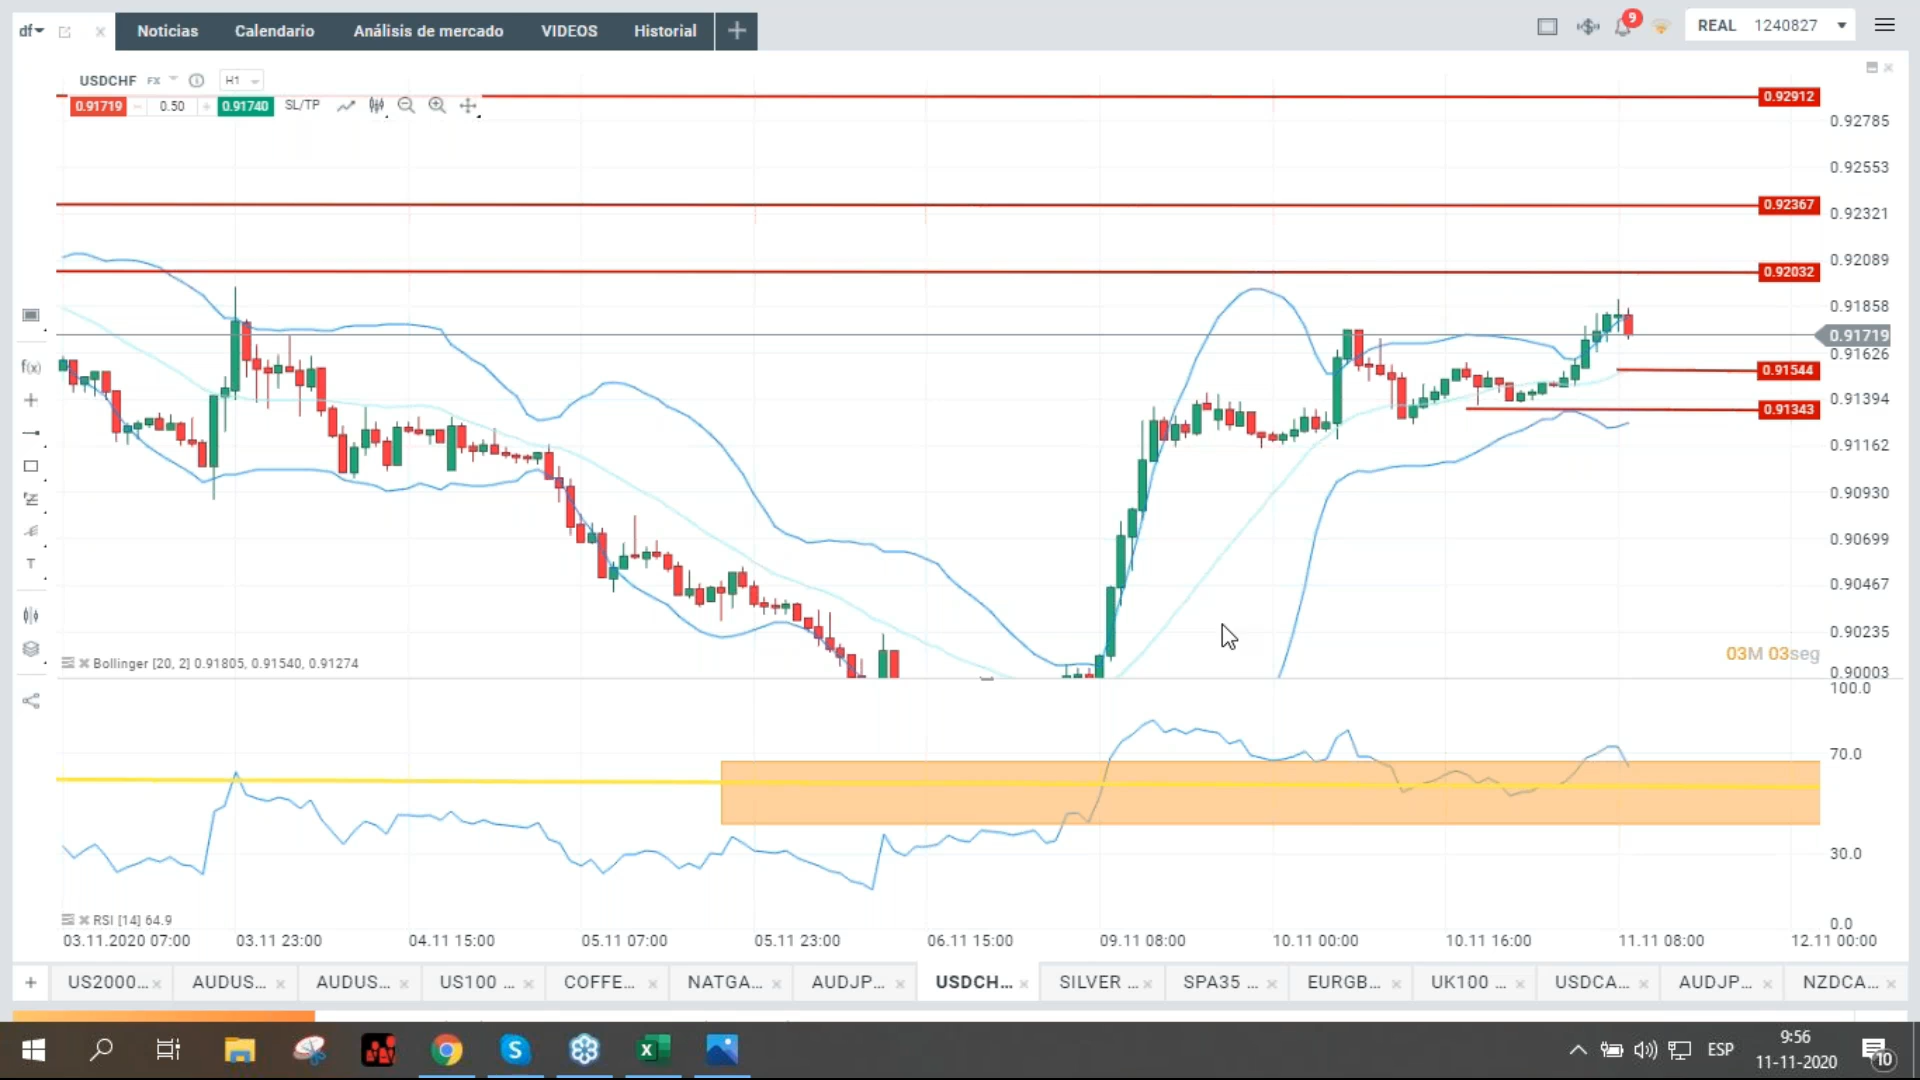 df Noticias Calendario Análisis de mercado VIDEOS Historial 9 REAL 1240827
USDCHF FX H1
0.91719 0.50 0.91740 SL/TP
0.92912
0.92785
0.92553
0.92367
0.92321
0.92032
0.92089
0.91858
0.91719
0.91626
0.91544
0.91394
0.91343
0.91162
0.90930
0.90699
0.90467
0.90235
03M 03seg
Bollinger [20, 2] 0.91805, 0.91540, 0.91274
0.90003
100.0
70.0
30.0
RSI [14] 64.9
0.0
03.11.2020 07:00 03.11 23:00 04.11 15:00 05.11 07:00 05.11 23:00 06.11 15:00 09.11 08:00 10.11 00:00 10.11 16:00 11.11 08:00 12.11 00:00
US2000... AUDUS... AUDUS... US100 ... COFFE... NATGA... AUDJP... USDCH... SILVER ... SPA35 ... EURGB... UK100 ... USDCA... AUDJP... NZDCA...
ESP 9:56
11-11-2020 10